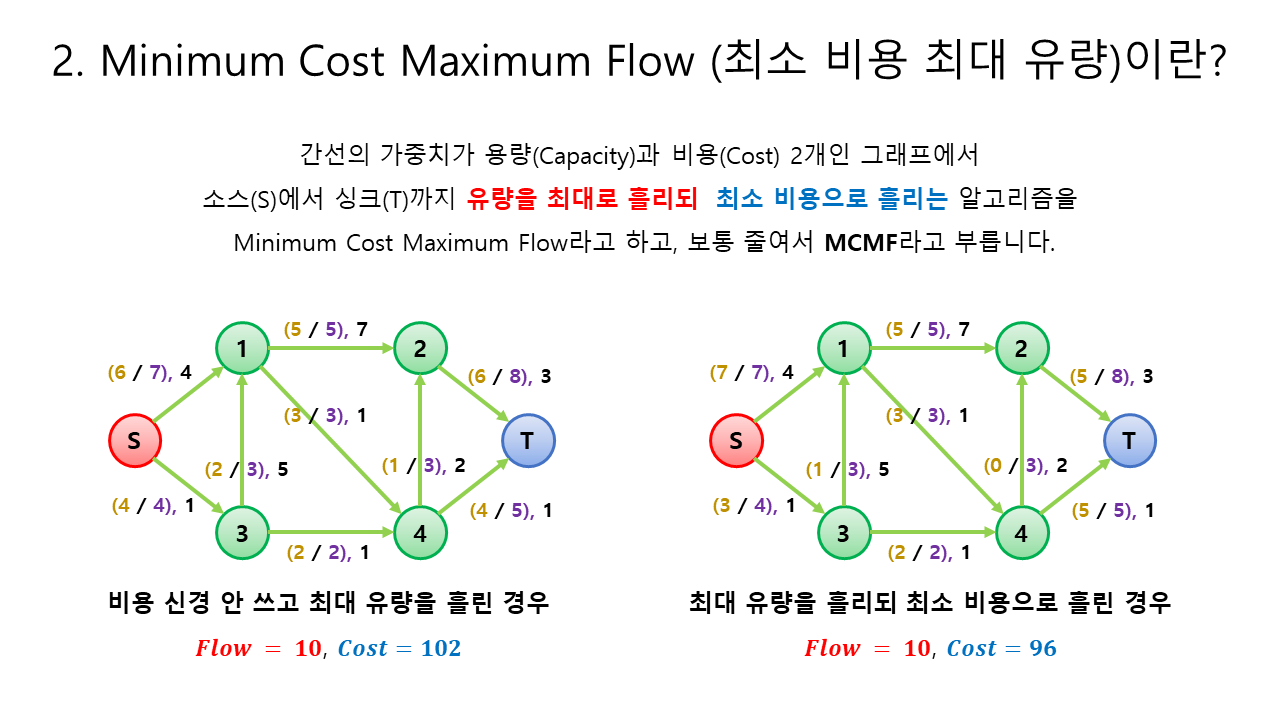 2. Minimum Cost Maximum Flow (최소 비용 최대 유량)이란?
간선의 가중치가 용량(Capacity)과 비용(Cost) 2개인 그래프에서
소스(S)에서 싱크(T)까지 유량을 최대로 흘리되 최소 비용으로 흘리는 알고리즘을
Minimum Cost Maximum Flow라고 하고, 보통 줄여서 MCMF라고 부릅니다.
(5 / 5), 7
1
2
(6 / 7), 4
(6 / 8), 3
(3 / 3), 1
S
T
(2 / 3), 5
(1 / 3), 2
(4 / 4), 1
(4 / 5), 1
3
4
(2 / 2), 1
비용 신경 안 쓰고 최대 유량을 흘린 경우
Flow = 10, Cost = 102
(5 / 5), 7
1
2
(7 / 7), 4
(5 / 8), 3
(3 / 3), 1
S
T
(1 / 3), 5
(0 / 3), 2
(3 / 4), 1
(5 / 5), 1
3
4
(2 / 2), 1
최대 유량을 흘리되 최소 비용으로 흘린 경우
Flow = 10, Cost = 96